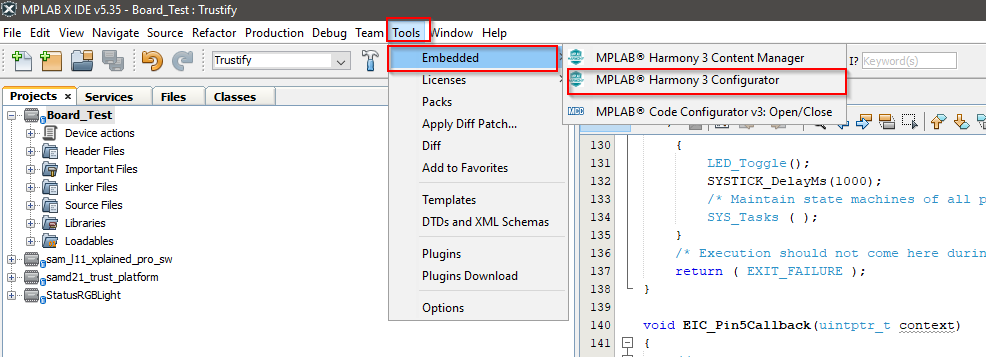 MPLAB X IDE v5.35 - Board_Test : Trustify
File Edit View Navigate Source Refactor Production Debug Team Tools Window Help
Trustify
I? Keyword(s)
Projects × Services Files Classes
Board_Test
Device actions
Header Files
Important Files
Linker Files
Source Files
Libraries
Loadables
sam_l11_xplained_pro_sw
samd21_trust_platform
StatusRGBLight
Embedded
Licenses
Packs
Apply Diff Patch...
Diff
Add to Favorites
Templates
DTDs and XML Schemas
Plugins
Plugins Download
Options
MPLAB® Harmony 3 Content Manager
MPLAB® Harmony 3 Configurator
MCC MPLAB® Code Configurator v3: Open/Close
130 {
131 LED_Toggle();
132 SYSTICK_DelayMs(1000);
133 /* Maintain state machines of all p
134 SYS_Tasks ( );
135 }
136 /* Execution should not come here durin
137 return ( EXIT_FAILURE );
138 }
139
140 void EIC_Pin5Callback(uintptr_t context)
141 {